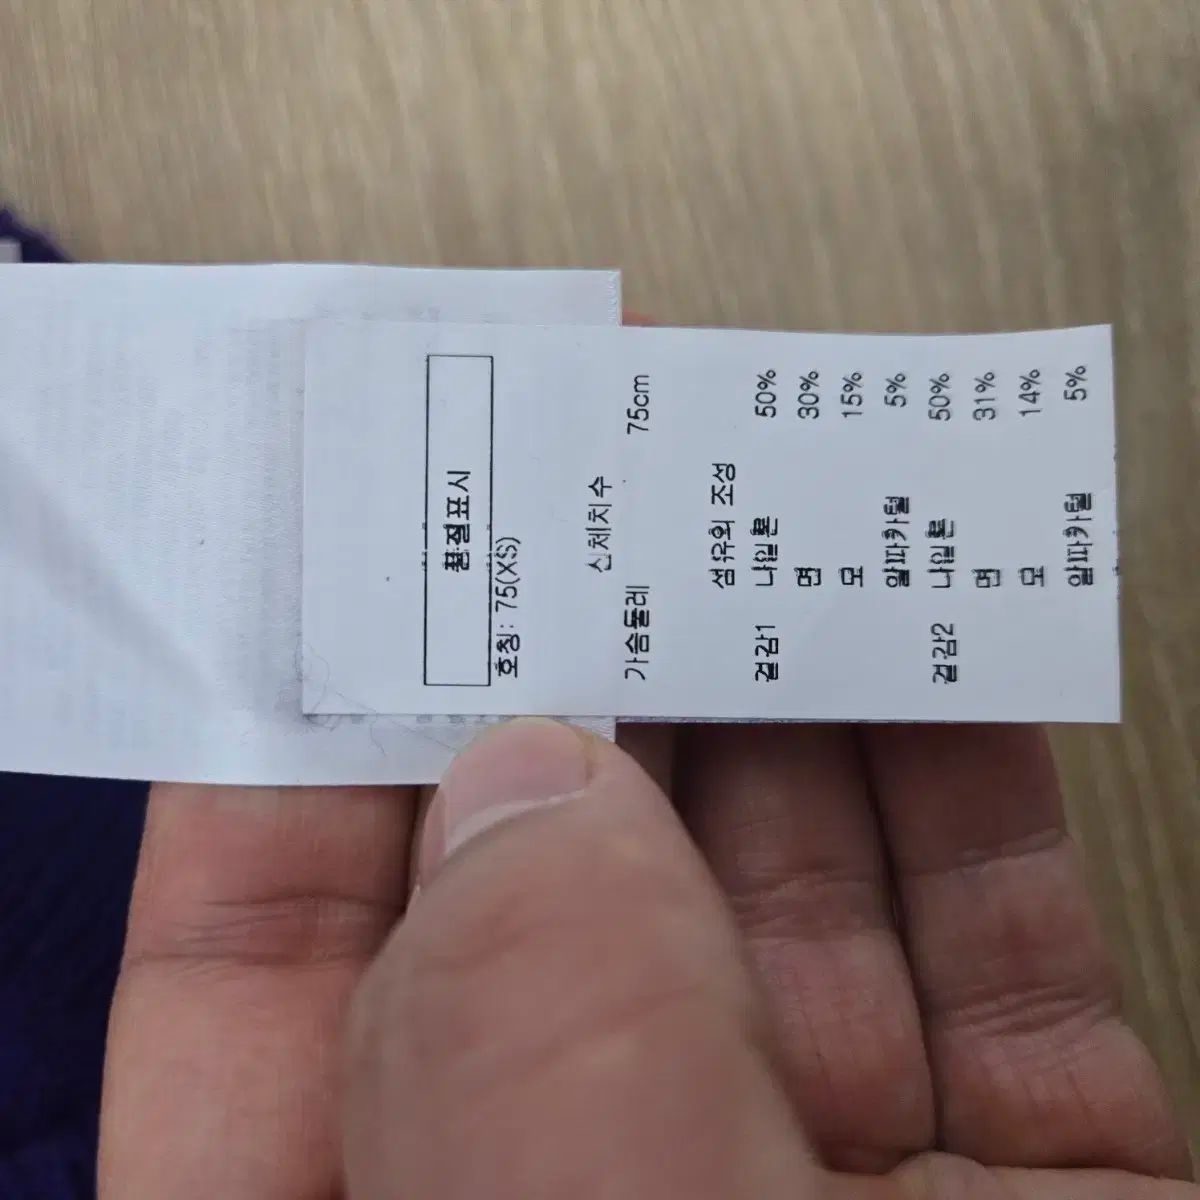 품질표시
호칭: 75(XS)
신체치수
가슴둘레 75cm
섬유의 조성
겉감1 나일론 50%
면 30%
모 15%
알파카털 5%
겉감2 나일론 50%
면 31%
모 14%
알파카털 5%